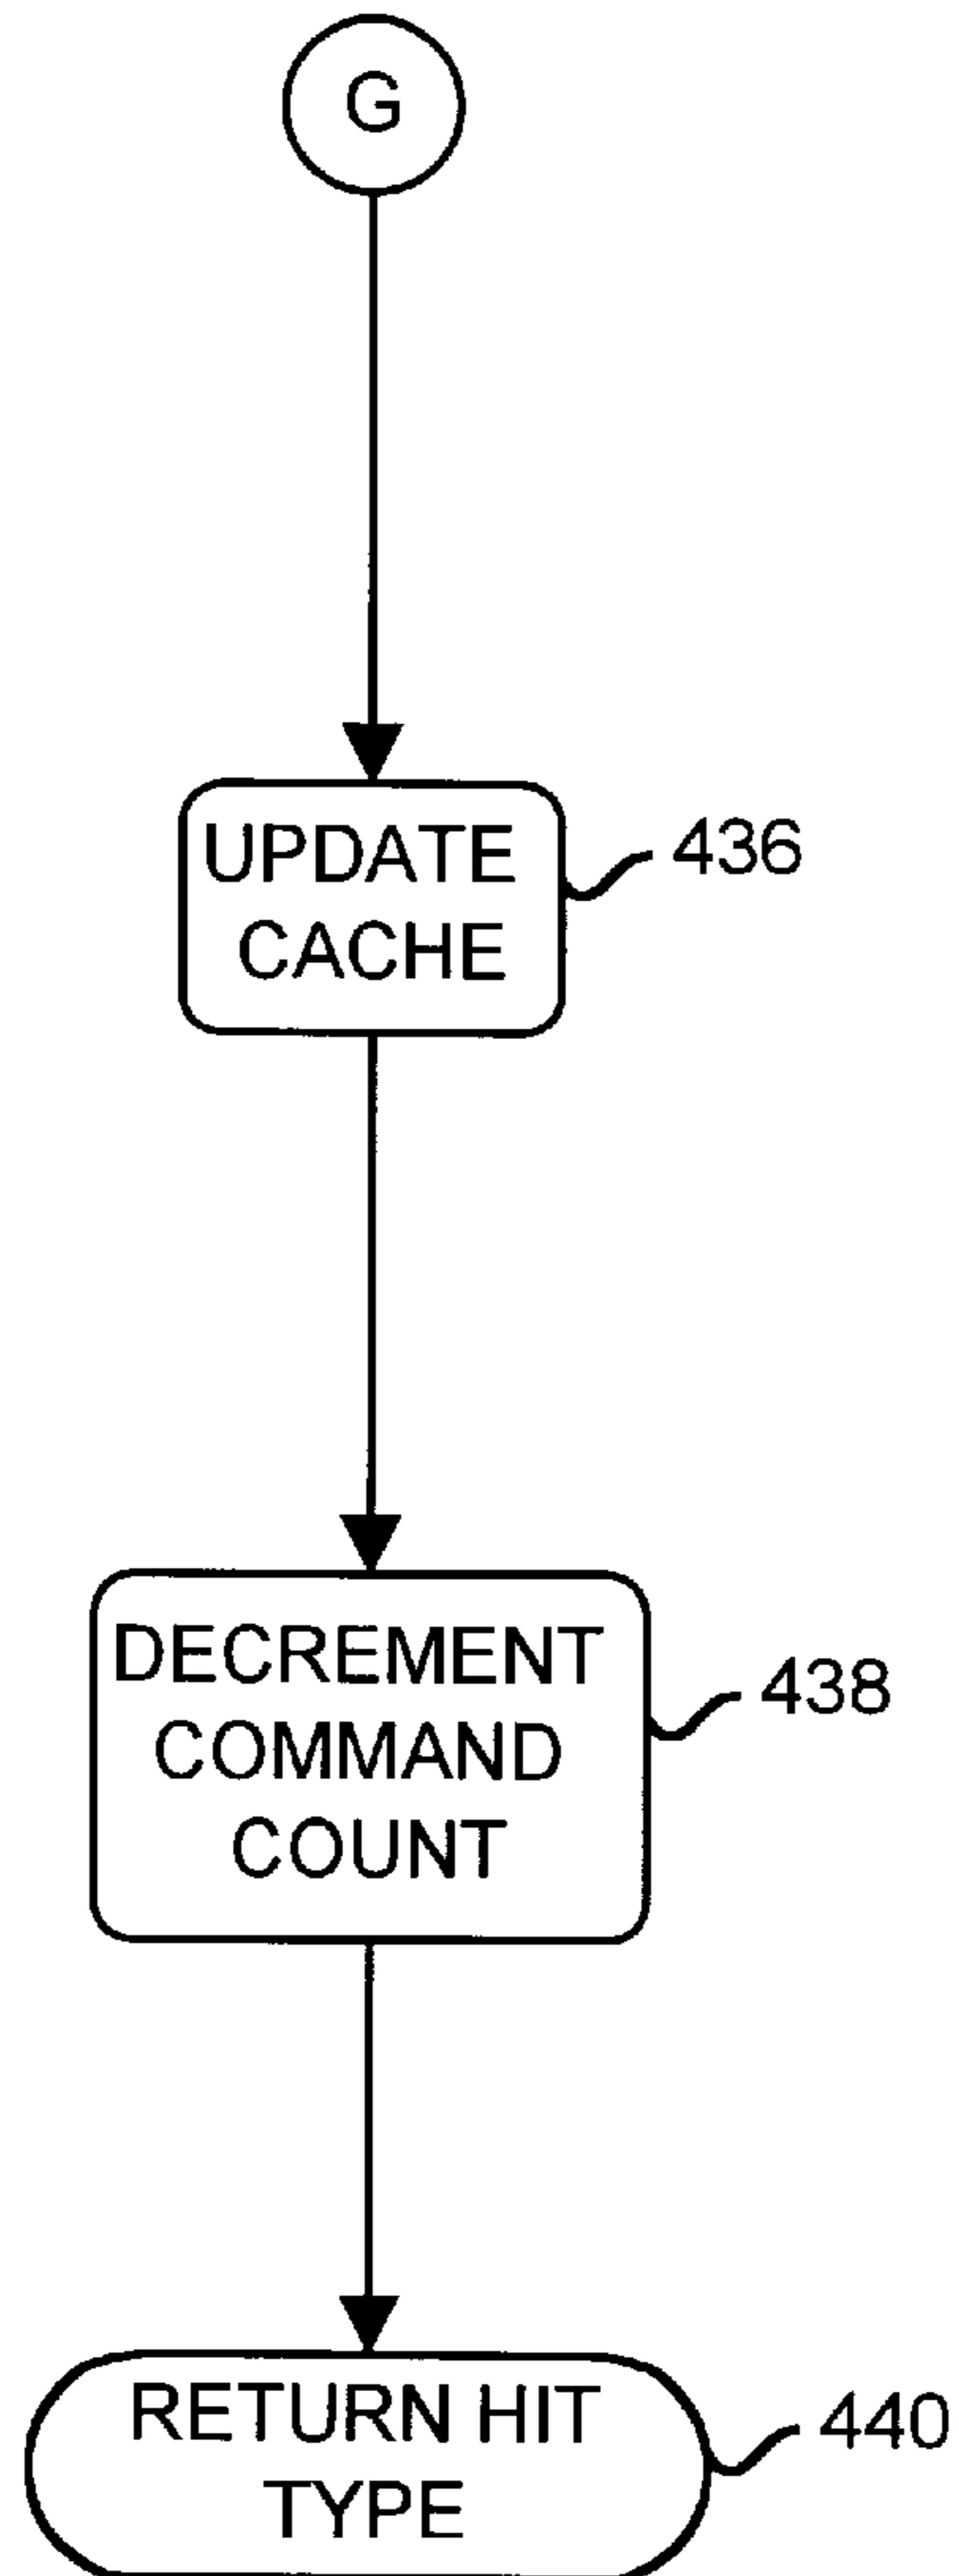 G
UPDATE
CACHE
436
DECREMENT
COMMAND
COUNT
438
RETURN HIT
TYPE
440